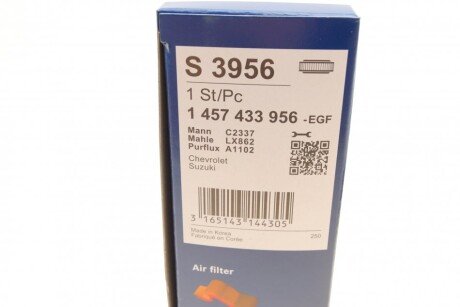 S 3956
1 St/Pc
1 457 433 956 -EGF
Mann C2337
Mahle LX862
Purflux A1102
Chevrolet
Suzuki
3 165143 144305
Made in Korea
Fabriqué en Corée 250
Air filter